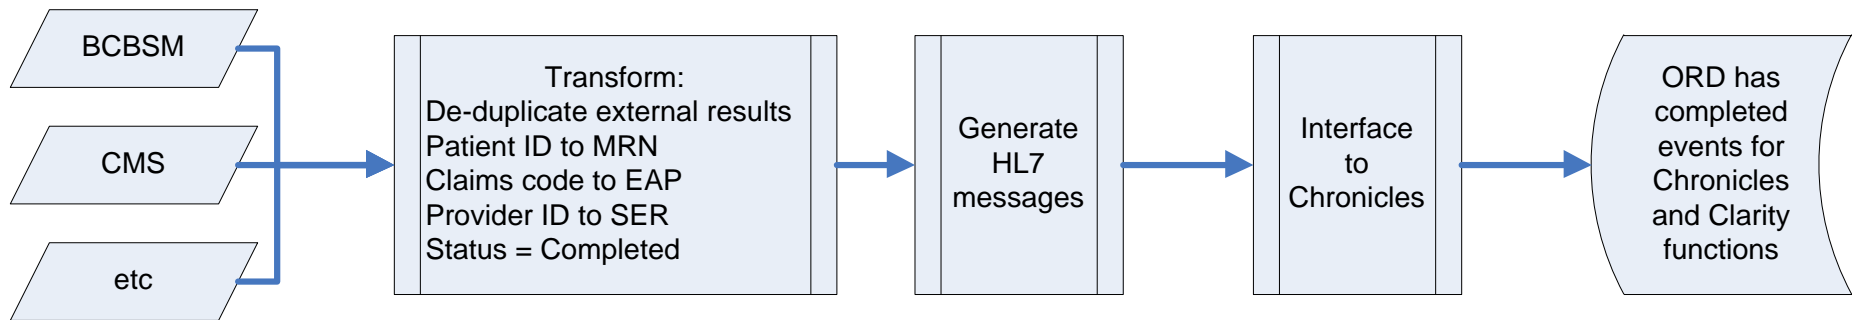 BCBSM
CMS
etc
Transform:
De-duplicate external results
Patient ID to MRN
Claims code to EAP
Provider ID to SER
Status = Completed
Generate
HL7
messages
Interface
to
Chronicles
ORD has
completed
events for
Chronicles
and Clarity
functions